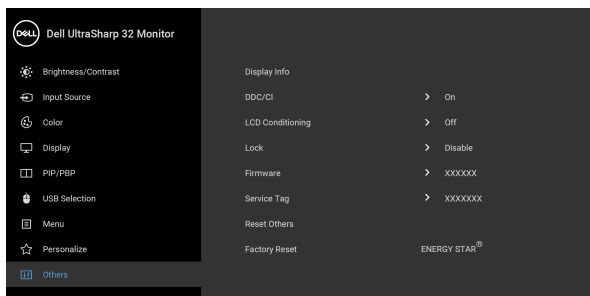 DELL Dell UltraSharp 32 Monitor
Brightness/Contrast
Input Source
Color
Display
PIP/PBP
USB Selection
Menu
Personalize
Others
Display Info
DDC/CI > On
LCD Conditioning > Off
Lock > Disable
Firmware > XXXXXX
Service Tag > XXXXXXX
Reset Others
Factory Reset ENERGY STAR®